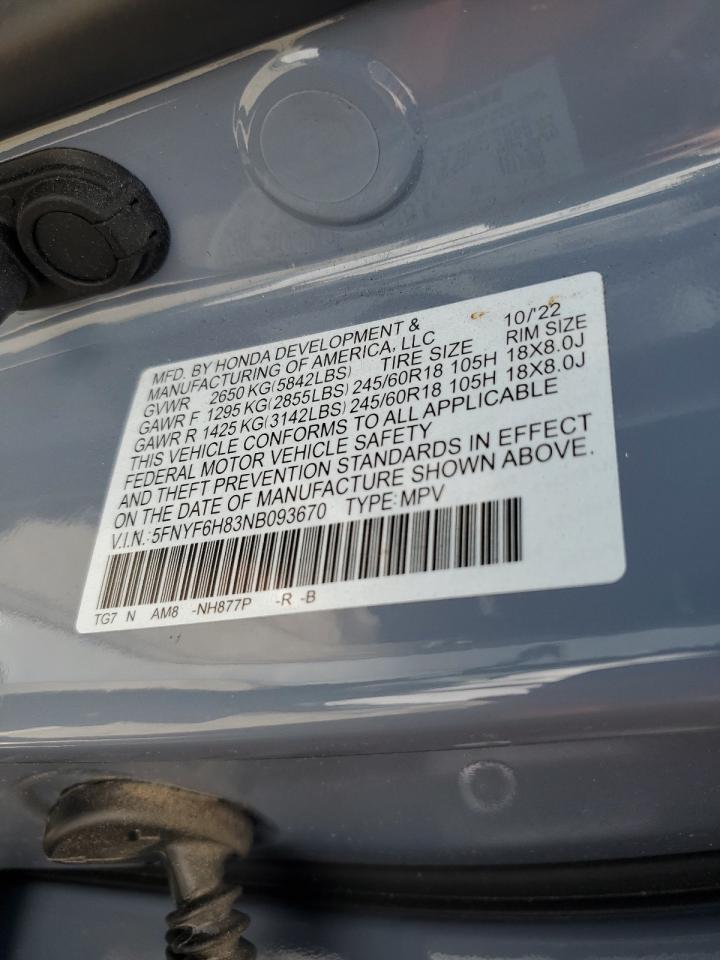 MFD. BY HONDA DEVELOPMENT & 10/'22
MANUFACTURING OF AMERICA, LLC
GVWR 2650 KG(5842LBS) TIRE SIZE RIM SIZE
GAWR F 1295 KG(2855LBS) 245/60R18 105H 18X8.0J
GAWR R 1425 KG(3142LBS) 245/60R18 105H 18X8.0J
THIS VEHICLE CONFORMS TO ALL APPLICABLE
FEDERAL MOTOR VEHICLE SAFETY
AND THEFT PREVENTION STANDARDS IN EFFECT
ON THE DATE OF MANUFACTURE SHOWN ABOVE.
V.I.N.:5FNYF6H83NB093670 TYPE:MPV
TG7 N AM8 -NH877P -R -B